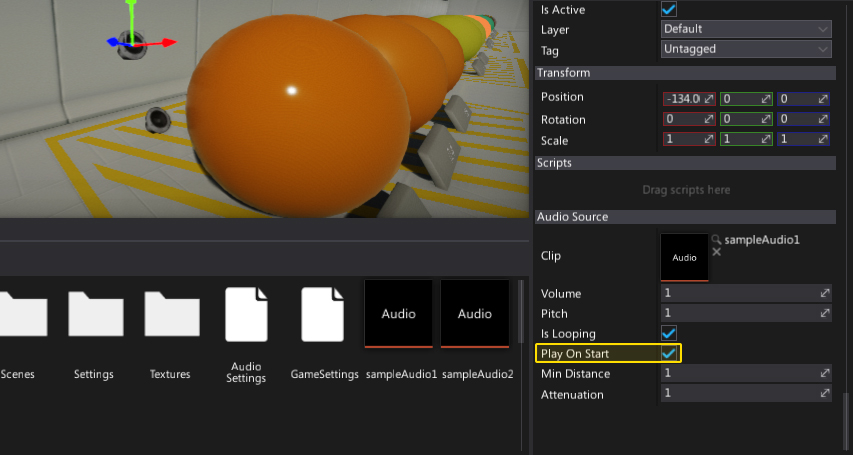 Is Active
Layer Default
Tag Untagged
Transform
Position -134.0 0 0
Rotation 0 0 0
Scale 1 1 1
Scripts
Drag scripts here
Audio Source
Clip Audio sampleAudio1
Volume 1
Pitch 1
Is Looping
Play On Start
Min Distance 1
Attenuation 1
Audio Audio
Scenes Settings Textures Audio Settings GameSettings sampleAudio1 sampleAudio2